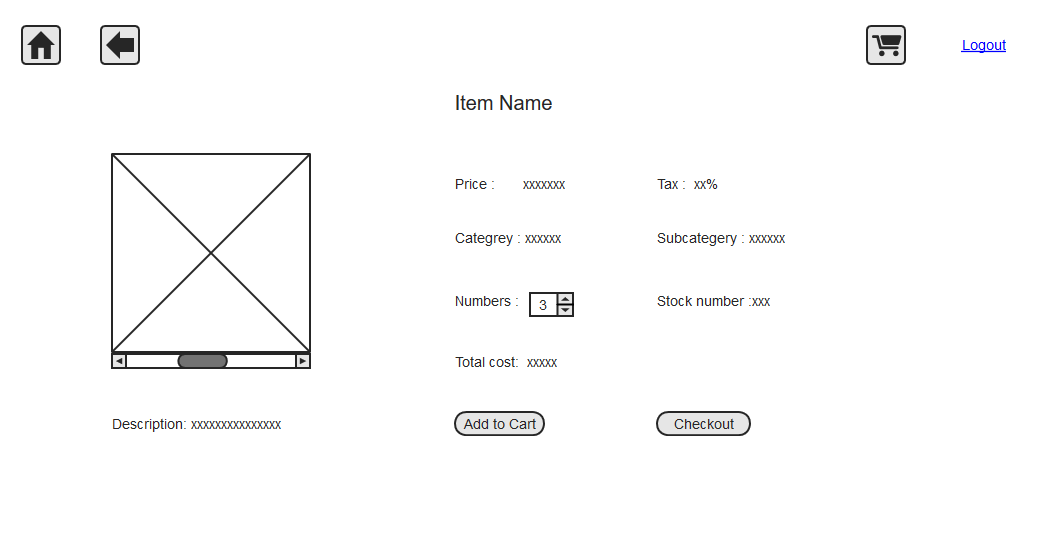 Logout
Item Name
Price : xxxxxxx Tax : xx%
Categrey : xxxxxx Subcategery : xxxxxx
Numbers : 3 Stock number :xxx
Total cost: xxxxx
Description: xxxxxxxxxxxxxxx Add to Cart Checkout